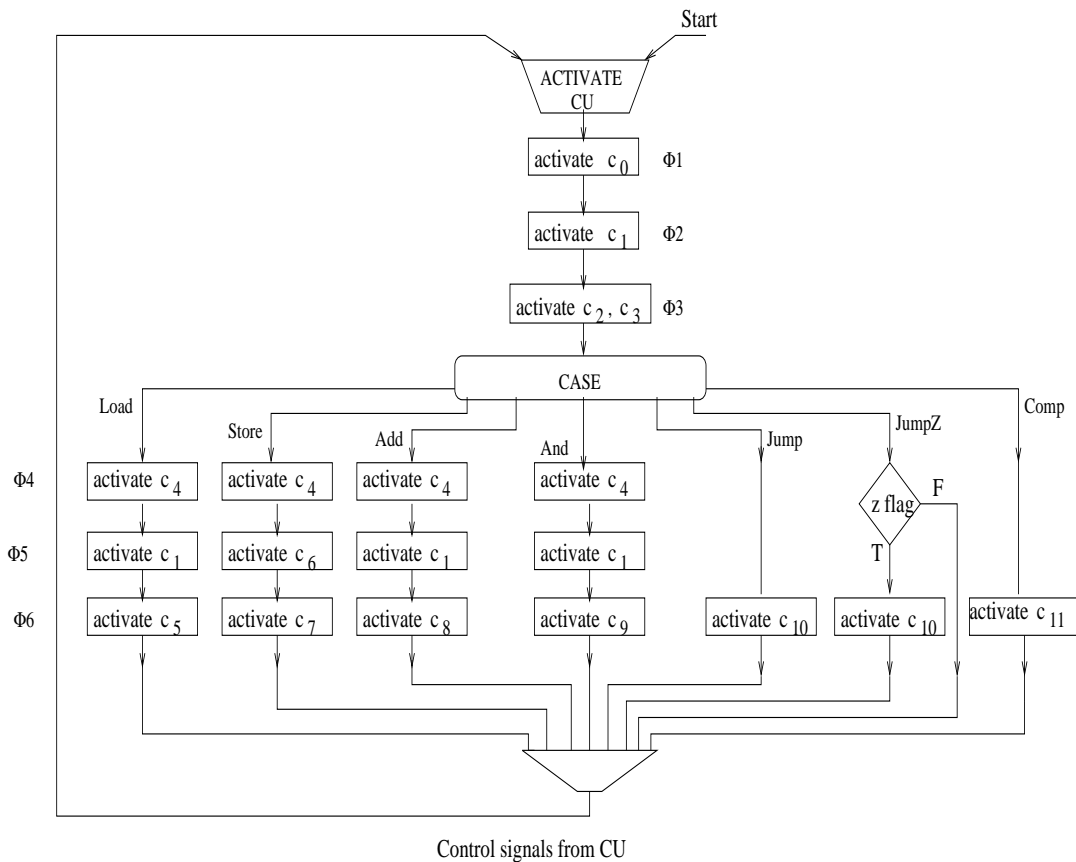 Start
ACTIVATE
CU
activate c0 Φ1
activate c1 Φ2
activate c2 , c3 Φ3
CASE
Load
Store
Add
And
Jump
JumpZ
Comp
Φ4 activate c4 activate c4 activate c4 activate c4
z flag
F
T
Φ5 activate c1 activate c6 activate c1 activate c1
Φ6 activate c5 activate c7 activate c8 activate c9 activate c10 activate c10 activate c11
Control signals from CU